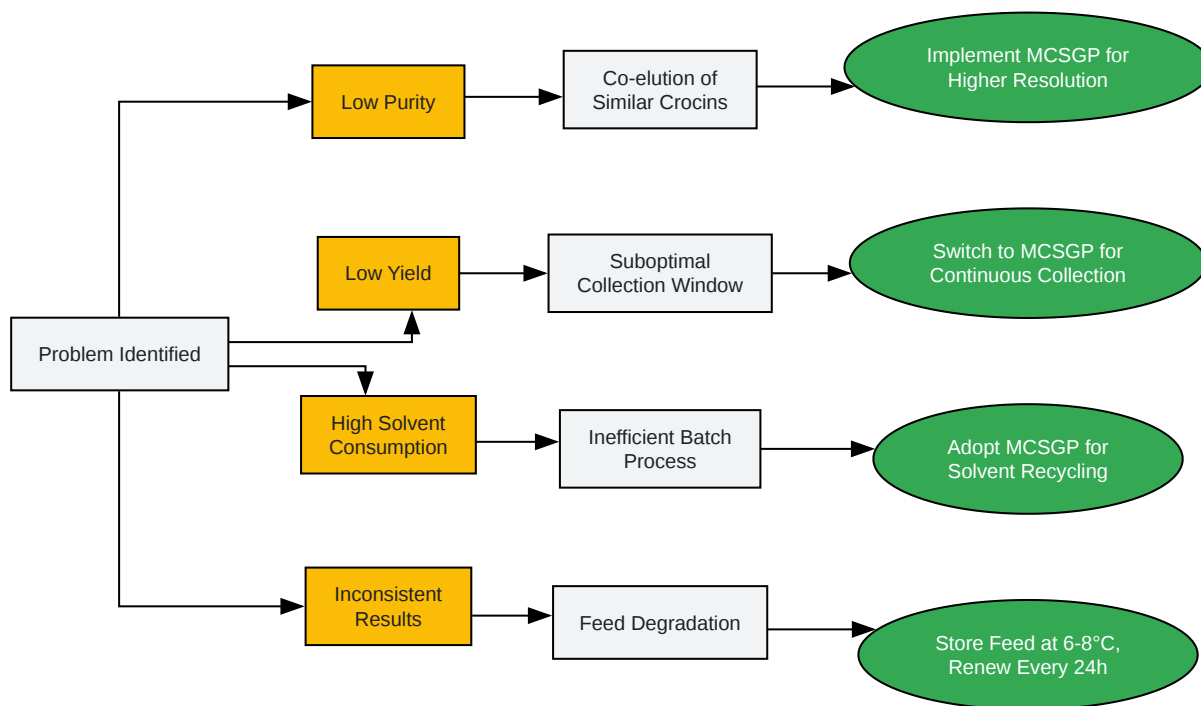 Low Purity
Co-elution of
Similar Crocins
Implement MCSGP for
Higher Resolution
Low Yield
Suboptimal
Collection Window
Switch to MCSGP for
Continuous Collection
Problem Identified
High Solvent
Consumption
Inefficient Batch
Process
Adopt MCSGP for
Solvent Recycling
Inconsistent
Results
Feed Degradation
Store Feed at 6-8°C,
Renew Every 24h